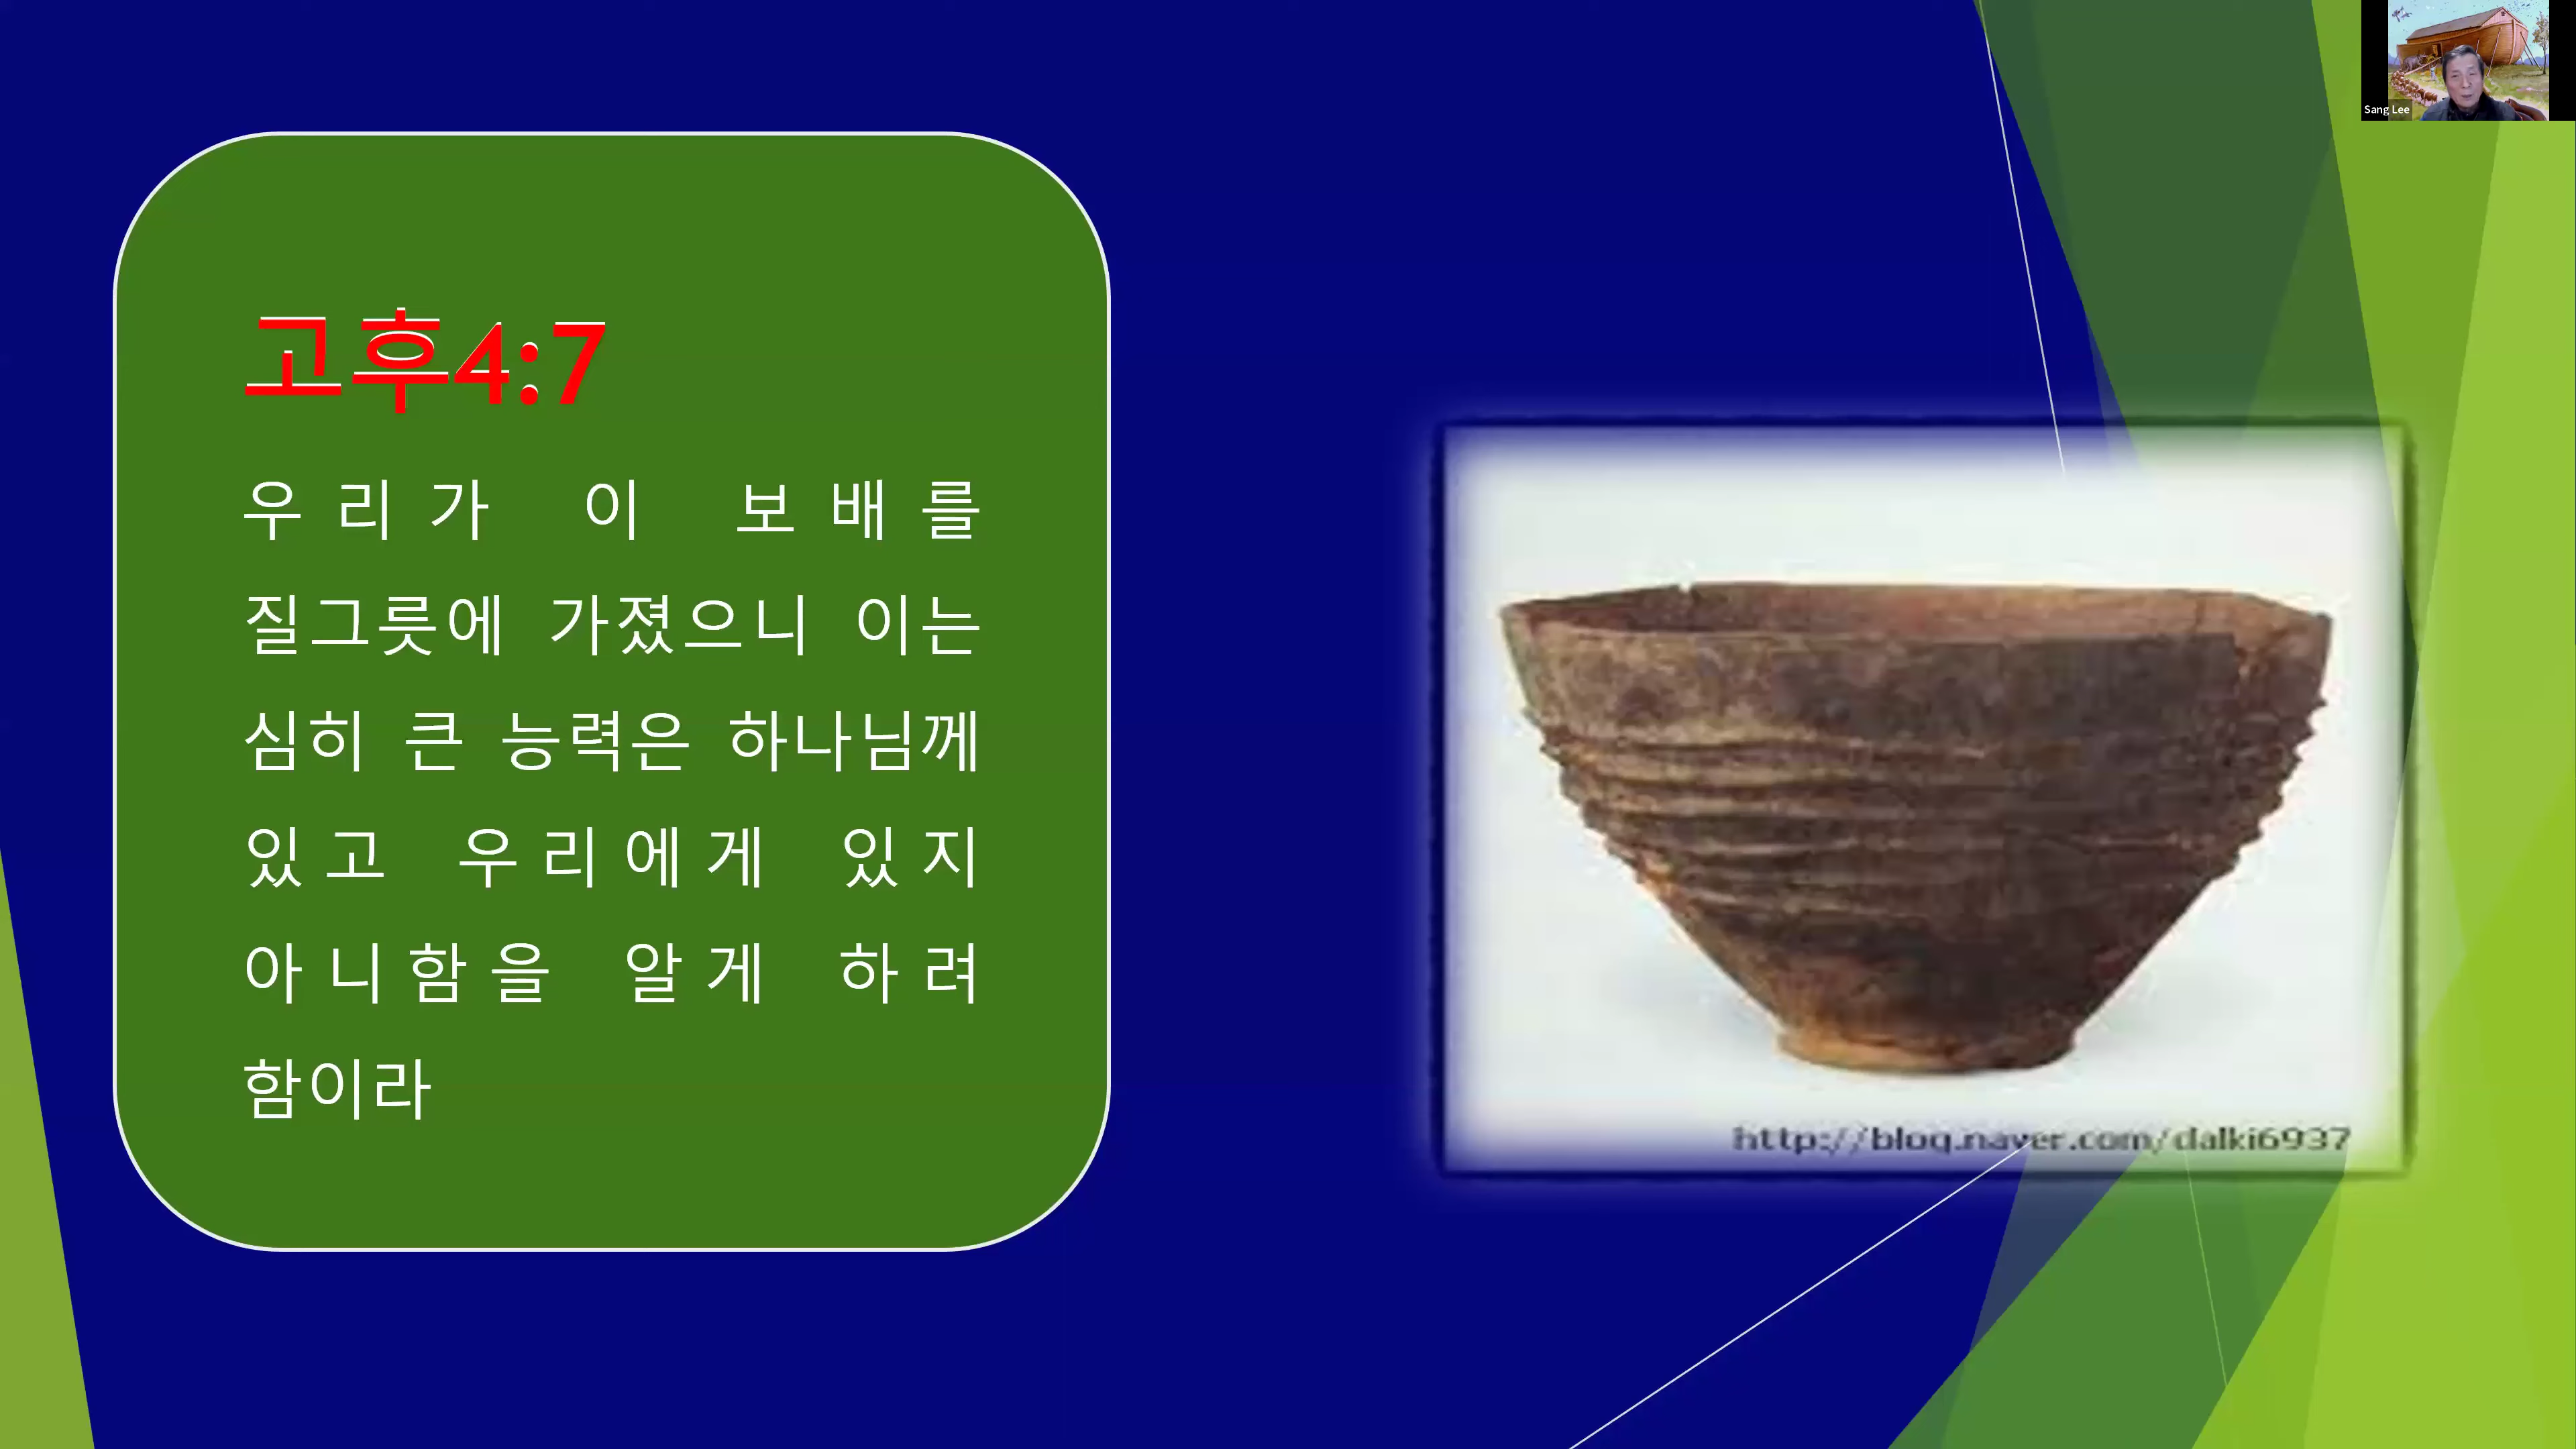 고후4:7
우리가 이 보배를
질그릇에 가졌으니 이는
심히 큰 능력은 하나님께
있고 우리에게 있지
아니함을 알게 하려
함이라
http://blog.naver.com/dalki6937
Sang Lee